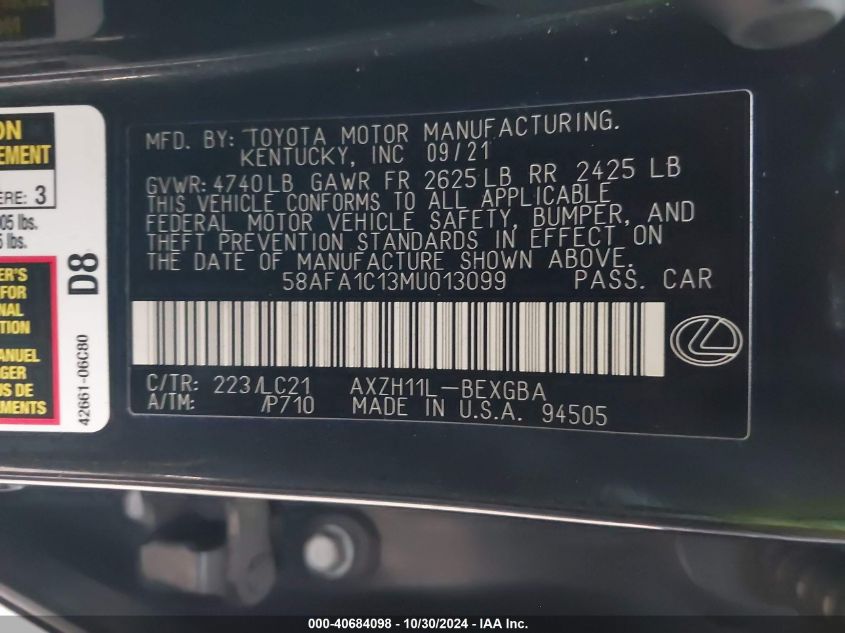 ON
EMENT
ERE: 3
05 lbs.
5 lbs.
ER'S
FOR
NAL
TION
ANUEL
GER
US DE
MENTS
D8
42661-06C80
MFD. BY: TOYOTA MOTOR MANUFACTURING.
KENTUCKY, INC 09/21
GVWR: 4740LB GAWR FR 2625LB RR 2425 LB
THIS VEHICLE CONFORMS TO ALL APPLICABLE
FEDERAL MOTOR VEHICLE SAFETY, BUMPER, AND
THEFT PREVENTION STANDARDS IN EFFECT ON
THE DATE OF MANUFACTURE SHOWN ABOVE.
58AFA1C13MU013099 PASS. CAR
C/TR: 223/LC21 AXZH11L-BEXGBA
A/TM: /P710 MADE IN U.S.A. 94505
000-40684098 - 10/30/2024 - IAA Inc.